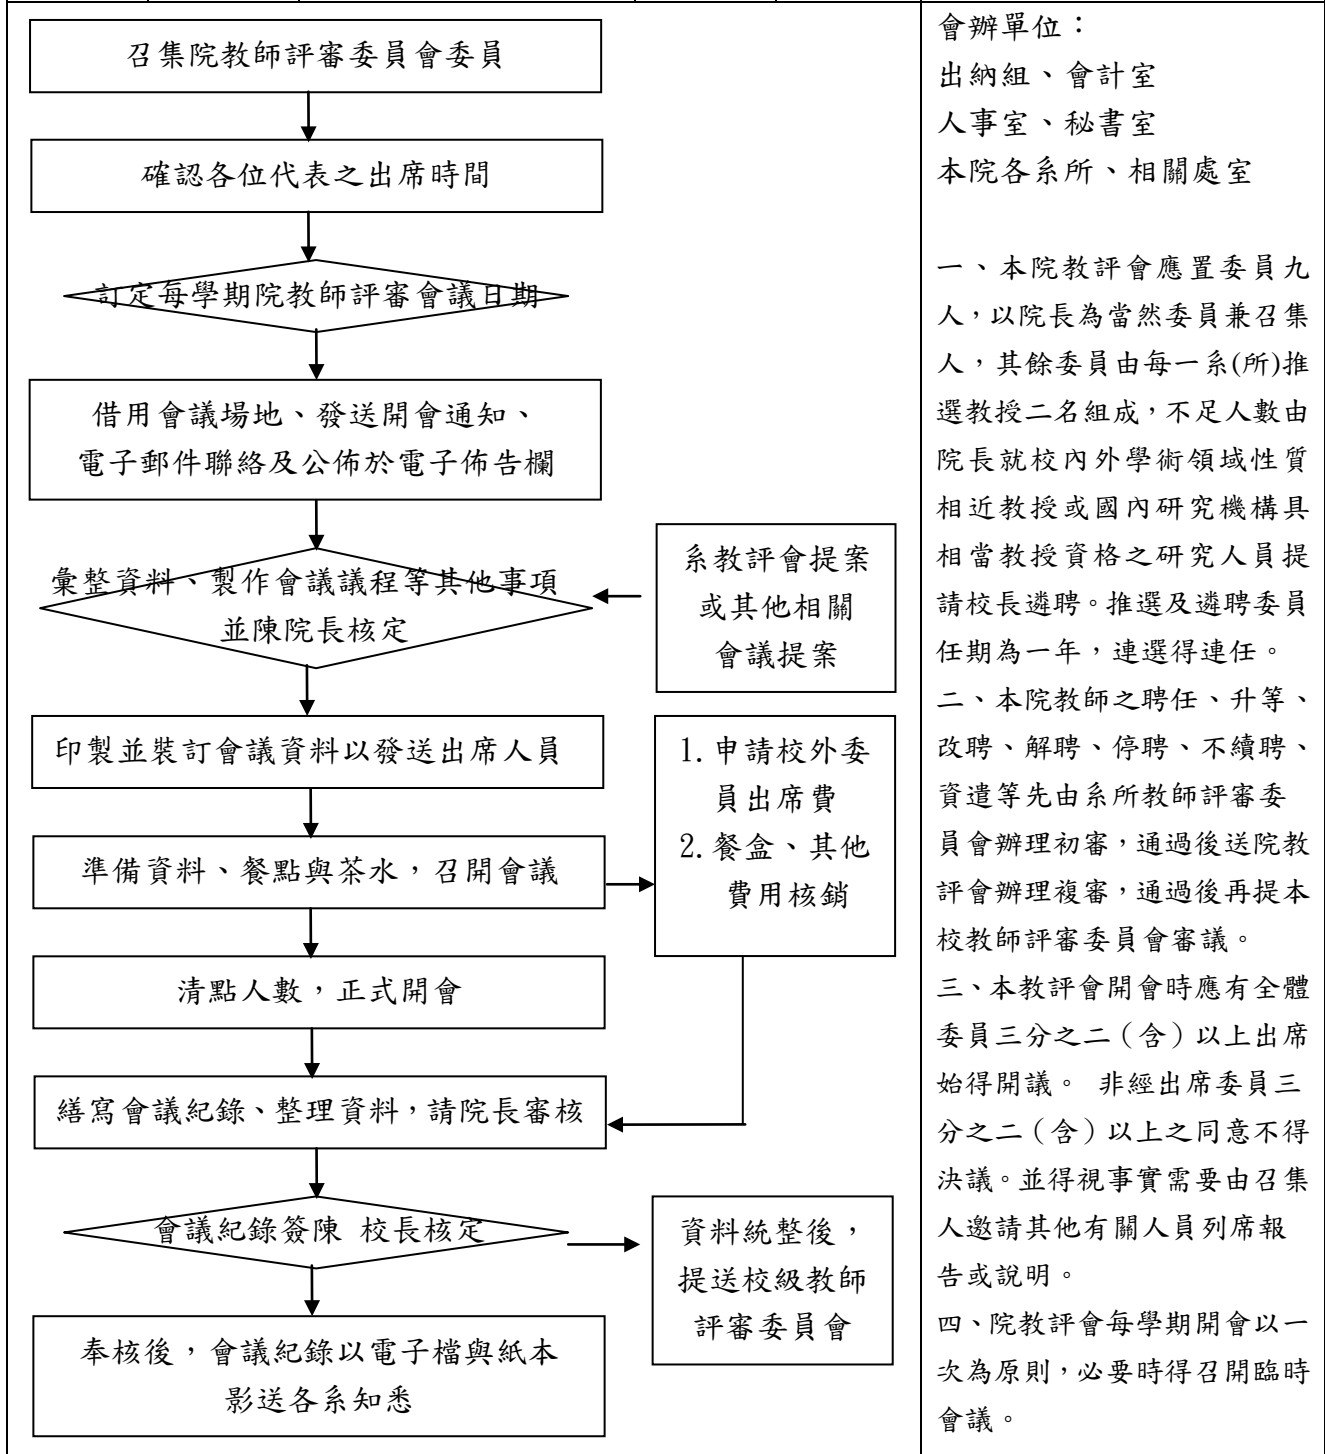 召集院教師評審委員會委員
確認各位代表之出席時間
訂定每學期院教師評審會議日期
借用會議場地、發送開會通知、
電子郵件聯絡及公佈於電子佈告欄
彙整資料、製作會議議程等其他事項
並陳院長核定
系教評會提案
或其他相關
會議提案
印製並裝訂會議資料以發送出席人員
準備資料、餐點與茶水，召開會議
1. 申請校外委
員出席費
2. 餐盒、其他
費用核銷
清點人數，正式開會
繕寫會議紀錄、整理資料，請院長審核
會議紀錄簽陳 校長核定
資料統整後，
提送校級教師
評審委員會
奉核後，會議紀錄以電子檔與紙本
影送各系知悉
會辦單位：
出納組、會計室
人事室、秘書室
本院各系所、相關處室
一、本院教評會應置委員九
人，以院長為當然委員兼召集
人，其餘委員由每一系(所)推
選教授二名組成，不足人數由
院長就校內外學術領域性質
相近教授或國內研究機構具
相當教授資格之研究人員提
請校長遴聘。推選及遴聘委員
任期為一年，連選得連任。
二、本院教師之聘任、升等、
改聘、解聘、停聘、不續聘、
資遣等先由系所教師評審委
員會辦理初審，通過後送院教
評會辦理複審，通過後再提本
校教師評審委員會審議。
三、本教評會開會時應有全體
委員三分之二（含）以上出席
始得開議。 非經出席委員三
分之二（含）以上之同意不得
決議。並得視事實需要由召集
人邀請其他有關人員列席報
告或說明。
四、院教評會每學期開會以一
次為原則，必要時得召開臨時
會議。